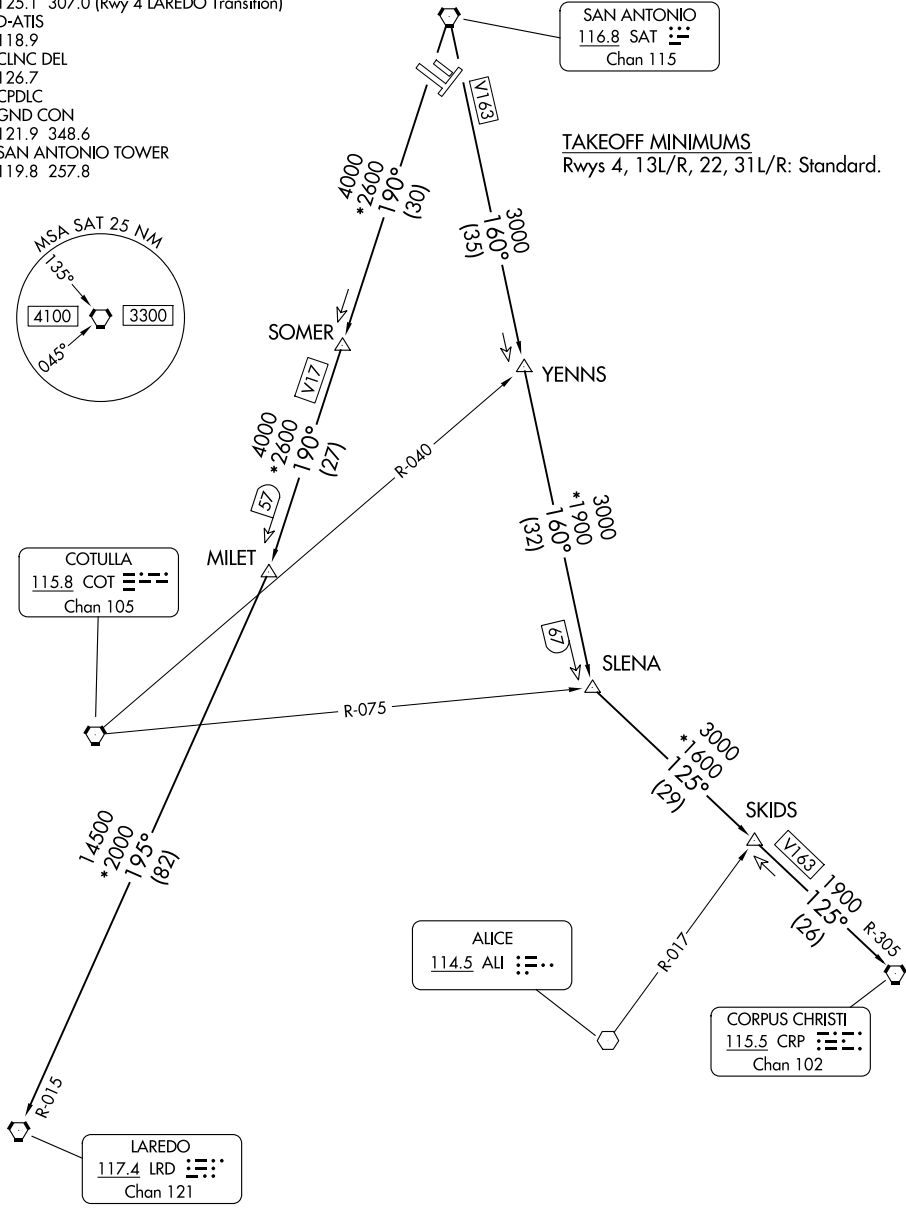 125.1 307.0 (Rwy 4 LAREDO Transition)
D-ATIS
118.9
CLNC DEL
126.7
CPDLC
GND CON
121.9 348.6
SAN ANTONIO TOWER
119.8 257.8
SAN ANTONIO
116.8 SAT
Chan 115
TAKEOFF MINIMUMS
Rwys 4, 13L/R, 22, 31L/R: Standard.
V163
4000
*2600
190°
(30)
3000
160°
(35)
MSA SAT 25 NM
135°
4100
3300
045°
SOMER
YENNS
V17
4000
*2600
190°
(27)
R-040
57
MILET
3000
*1900
160°
(32)
COTULLA
115.8 COT
Chan 105
67
SLENA
R-075
3000
*1600
125°
(29)
SKIDS
14500
*2000
195°
(82)
V163
1900
125°
(26)
R-305
ALICE
114.5 ALI
R-017
CORPUS CHRISTI
115.5 CRP
Chan 102
R-015
LAREDO
117.4 LRD
Chan 121